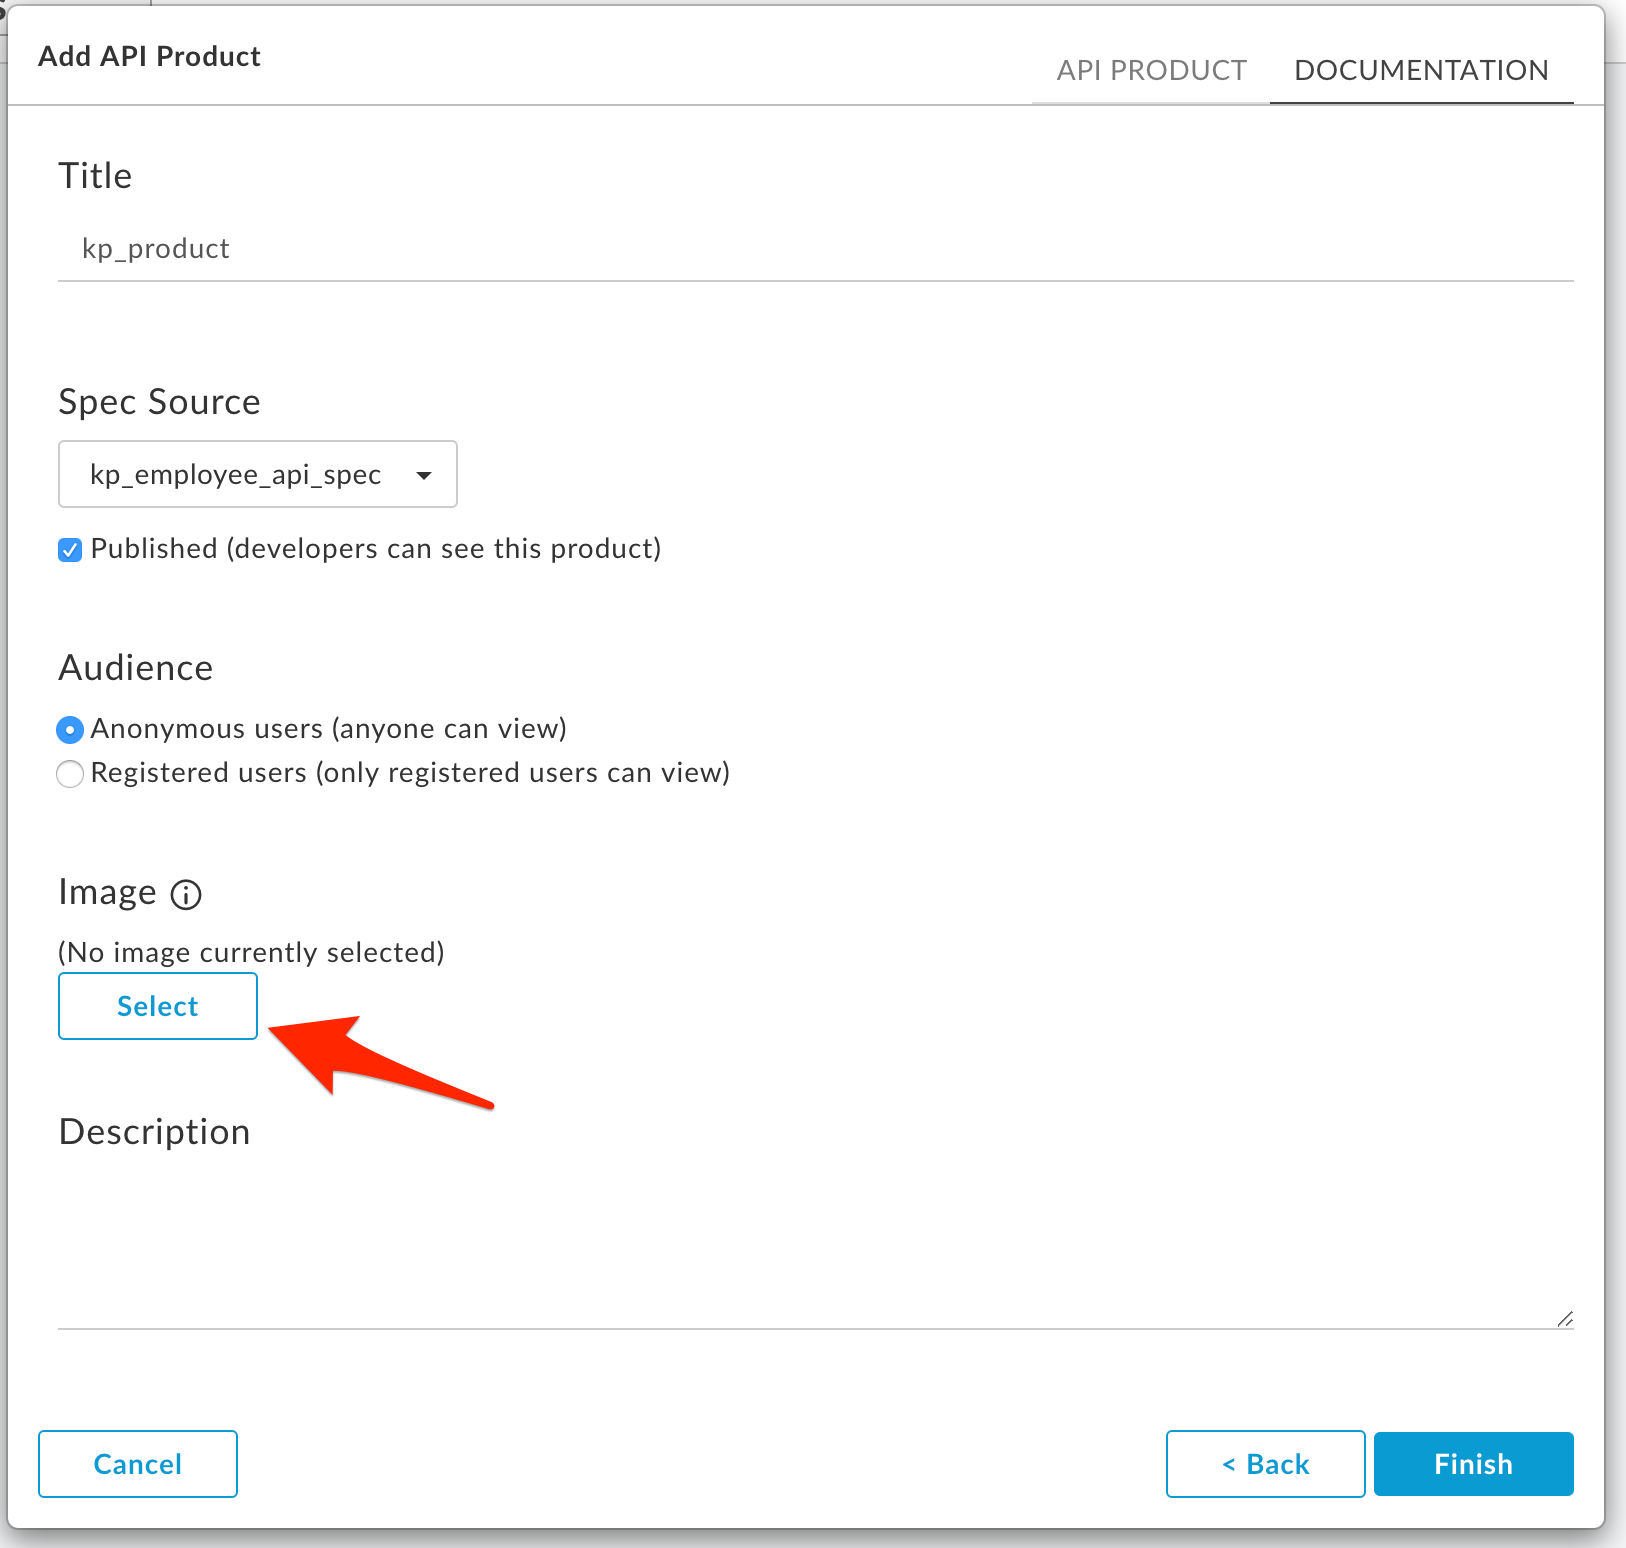 Add API Product
API PRODUCT
DOCUMENTATION
Title
kp_product
Spec Source
kp_employee_api_spec
Published (developers can see this product)
Audience
Anonymous users (anyone can view)
Registered users (only registered users can view)
Image
(No image currently selected)
Select
Description
Cancel
< Back
Finish